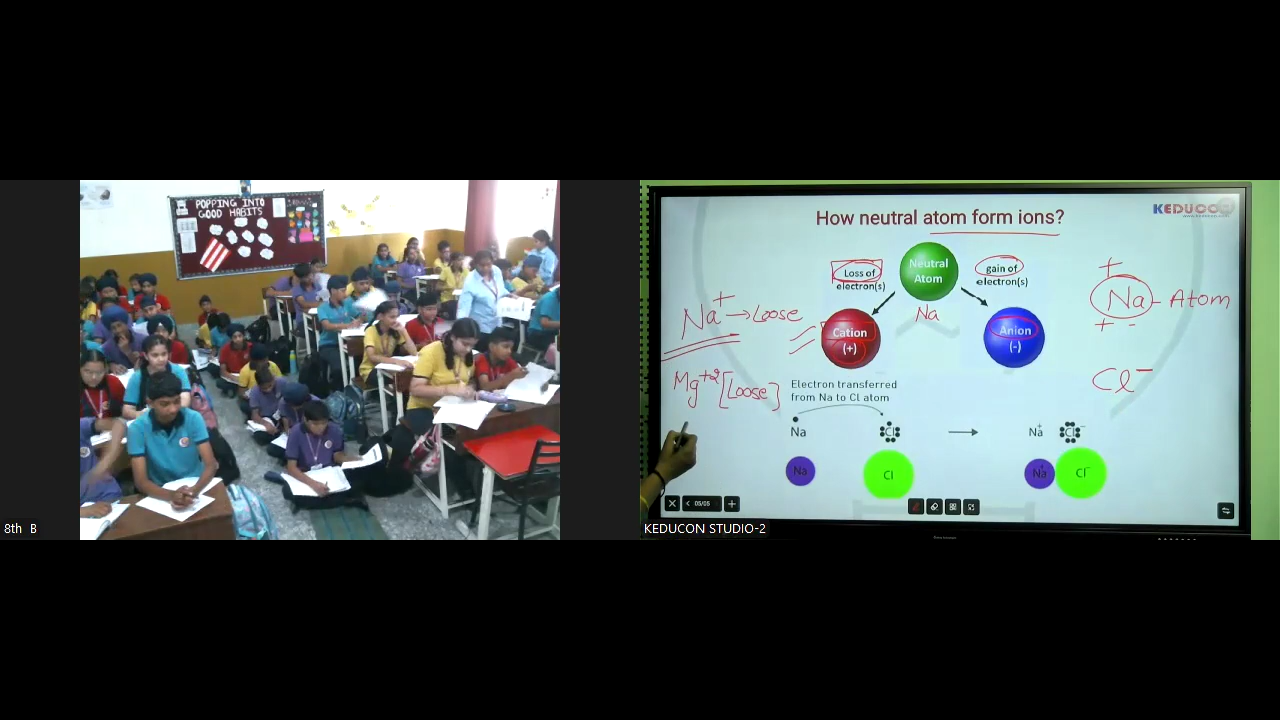 POPPING INTO
GOOD HABITS
8th B
How neutral atom form ions?
KEDUCON
Loss of
electron(s)
Neutral
Atom
gain of
electron(s)
Na
Na+ → Loose
Cation
(+)
Anion
(-)
+
Na - Atom
+ -
Mg+2 [Loose]
Cl-
Electron transferred
from Na to Cl atom
Na
Cl
Na+
Cl-
Na
Cl
Na+
Cl-
05/05
KEDUCON STUDIO-2